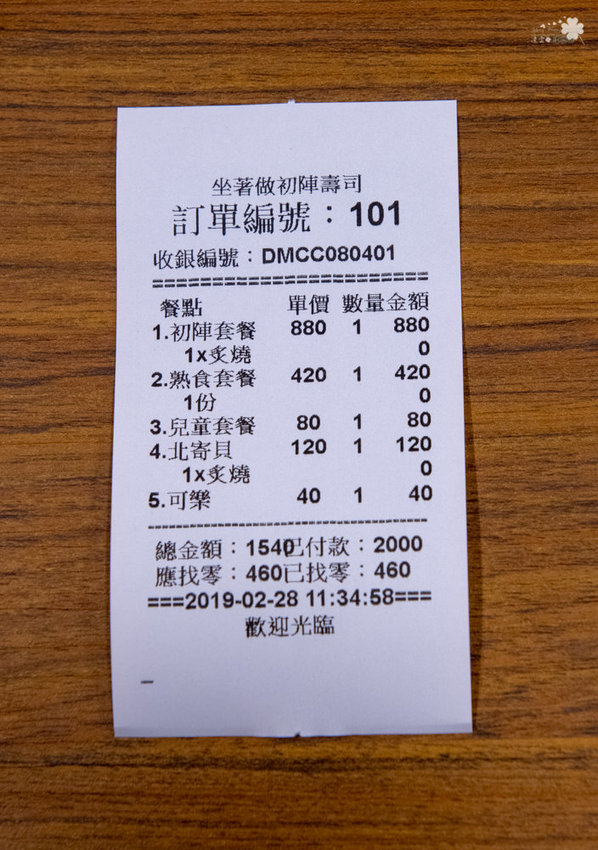 坐著做初陣壽司
訂單編號：101
收銀編號：DMCC080401
==============================
餐點 單價 數量 金額
1.初陣套餐 880 1 880
1x炙燒 0
2.熟食套餐 420 1 420
1份 0
3.兒童套餐 80 1 80
4.北寄貝 120 1 120
1x炙燒 0
5.可樂 40 1 40
--------------------------------------------------
總金額：1540已付款：2000
應找零：460已找零：460
===2019-02-28 11:34:58===
歡迎光臨